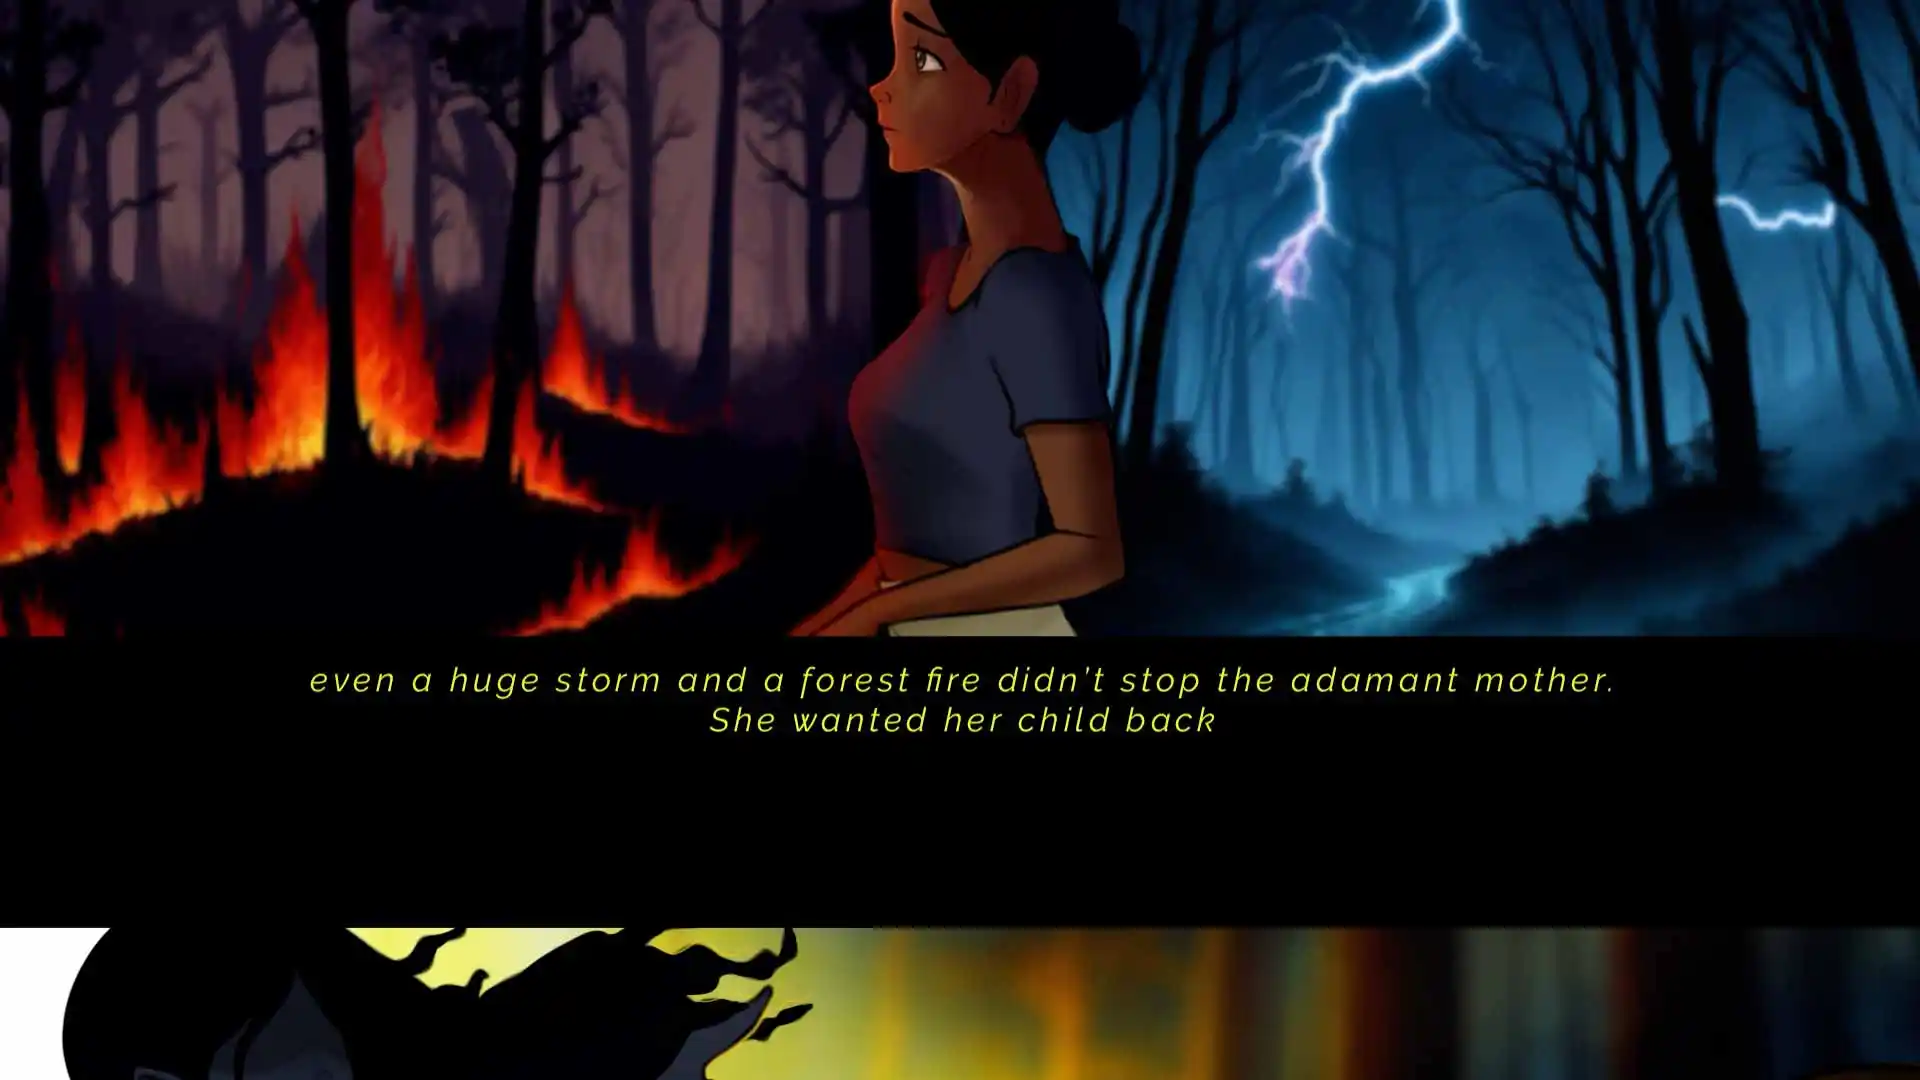 even a huge storm and a forest fire didn't stop the adamant mother.
She wanted her child back